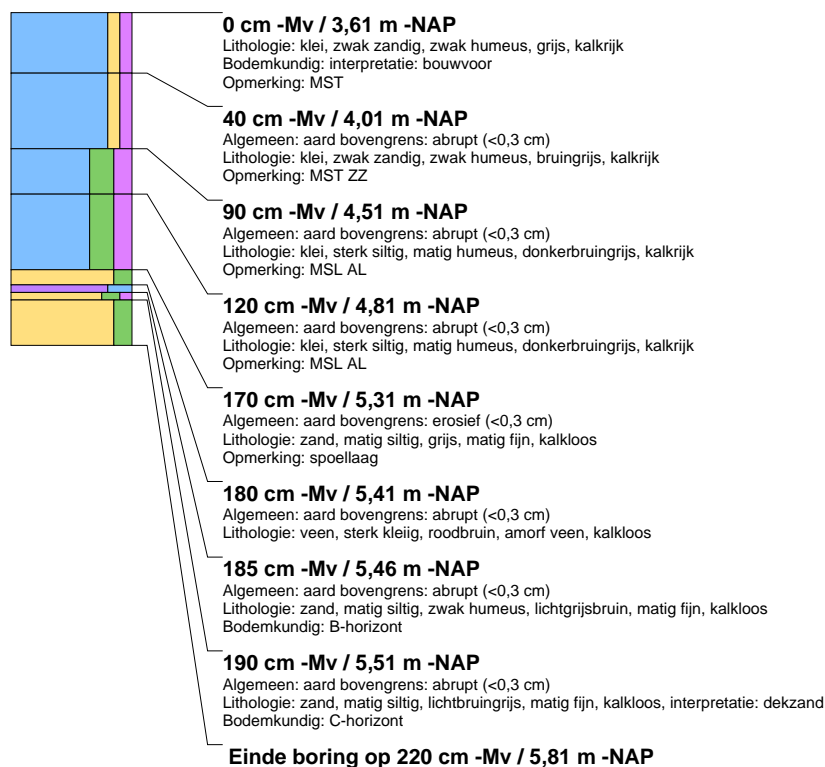 0 cm -Mv / 3,61 m -NAP
Lithologie: klei, zwak zandig, zwak humeus, grijs, kalkrijk
Bodemkundig: interpretatie: bouwvoor
Opmerking: MST
40 cm -Mv / 4,01 m -NAP
Algemeen: aard bovengrens: abrupt (<0,3 cm)
Lithologie: klei, zwak zandig, zwak humeus, bruingrijs, kalkrijk
Opmerking: MST ZZ
90 cm -Mv / 4,51 m -NAP
Algemeen: aard bovengrens: abrupt (<0,3 cm)
Lithologie: klei, sterk siltig, matig humeus, donkerbruingrijs, kalkrijk
Opmerking: MSL AL
120 cm -Mv / 4,81 m -NAP
Algemeen: aard bovengrens: abrupt (<0,3 cm)
Lithologie: klei, sterk siltig, matig humeus, donkerbruingrijs, kalkrijk
Opmerking: MSL AL
170 cm -Mv / 5,31 m -NAP
Algemeen: aard bovengrens: erosief (<0,3 cm)
Lithologie: zand, matig siltig, grijs, matig fijn, kalkloos
Opmerking: spoellaag
180 cm -Mv / 5,41 m -NAP
Algemeen: aard bovengrens: abrupt (<0,3 cm)
Lithologie: veen, sterk kleiig, roodbruin, amorf veen, kalkloos
185 cm -Mv / 5,46 m -NAP
Algemeen: aard bovengrens: abrupt (<0,3 cm)
Lithologie: zand, matig siltig, zwak humeus, lichtgrijsbruin, matig fijn, kalkloos
Bodemkundig: B-horizont
190 cm -Mv / 5,51 m -NAP
Algemeen: aard bovengrens: abrupt (<0,3 cm)
Lithologie: zand, matig siltig, lichtbruingrijs, matig fijn, kalkloos, interpretatie: dekzand
Bodemkundig: C-horizont
Einde boring op 220 cm -Mv / 5,81 m -NAP